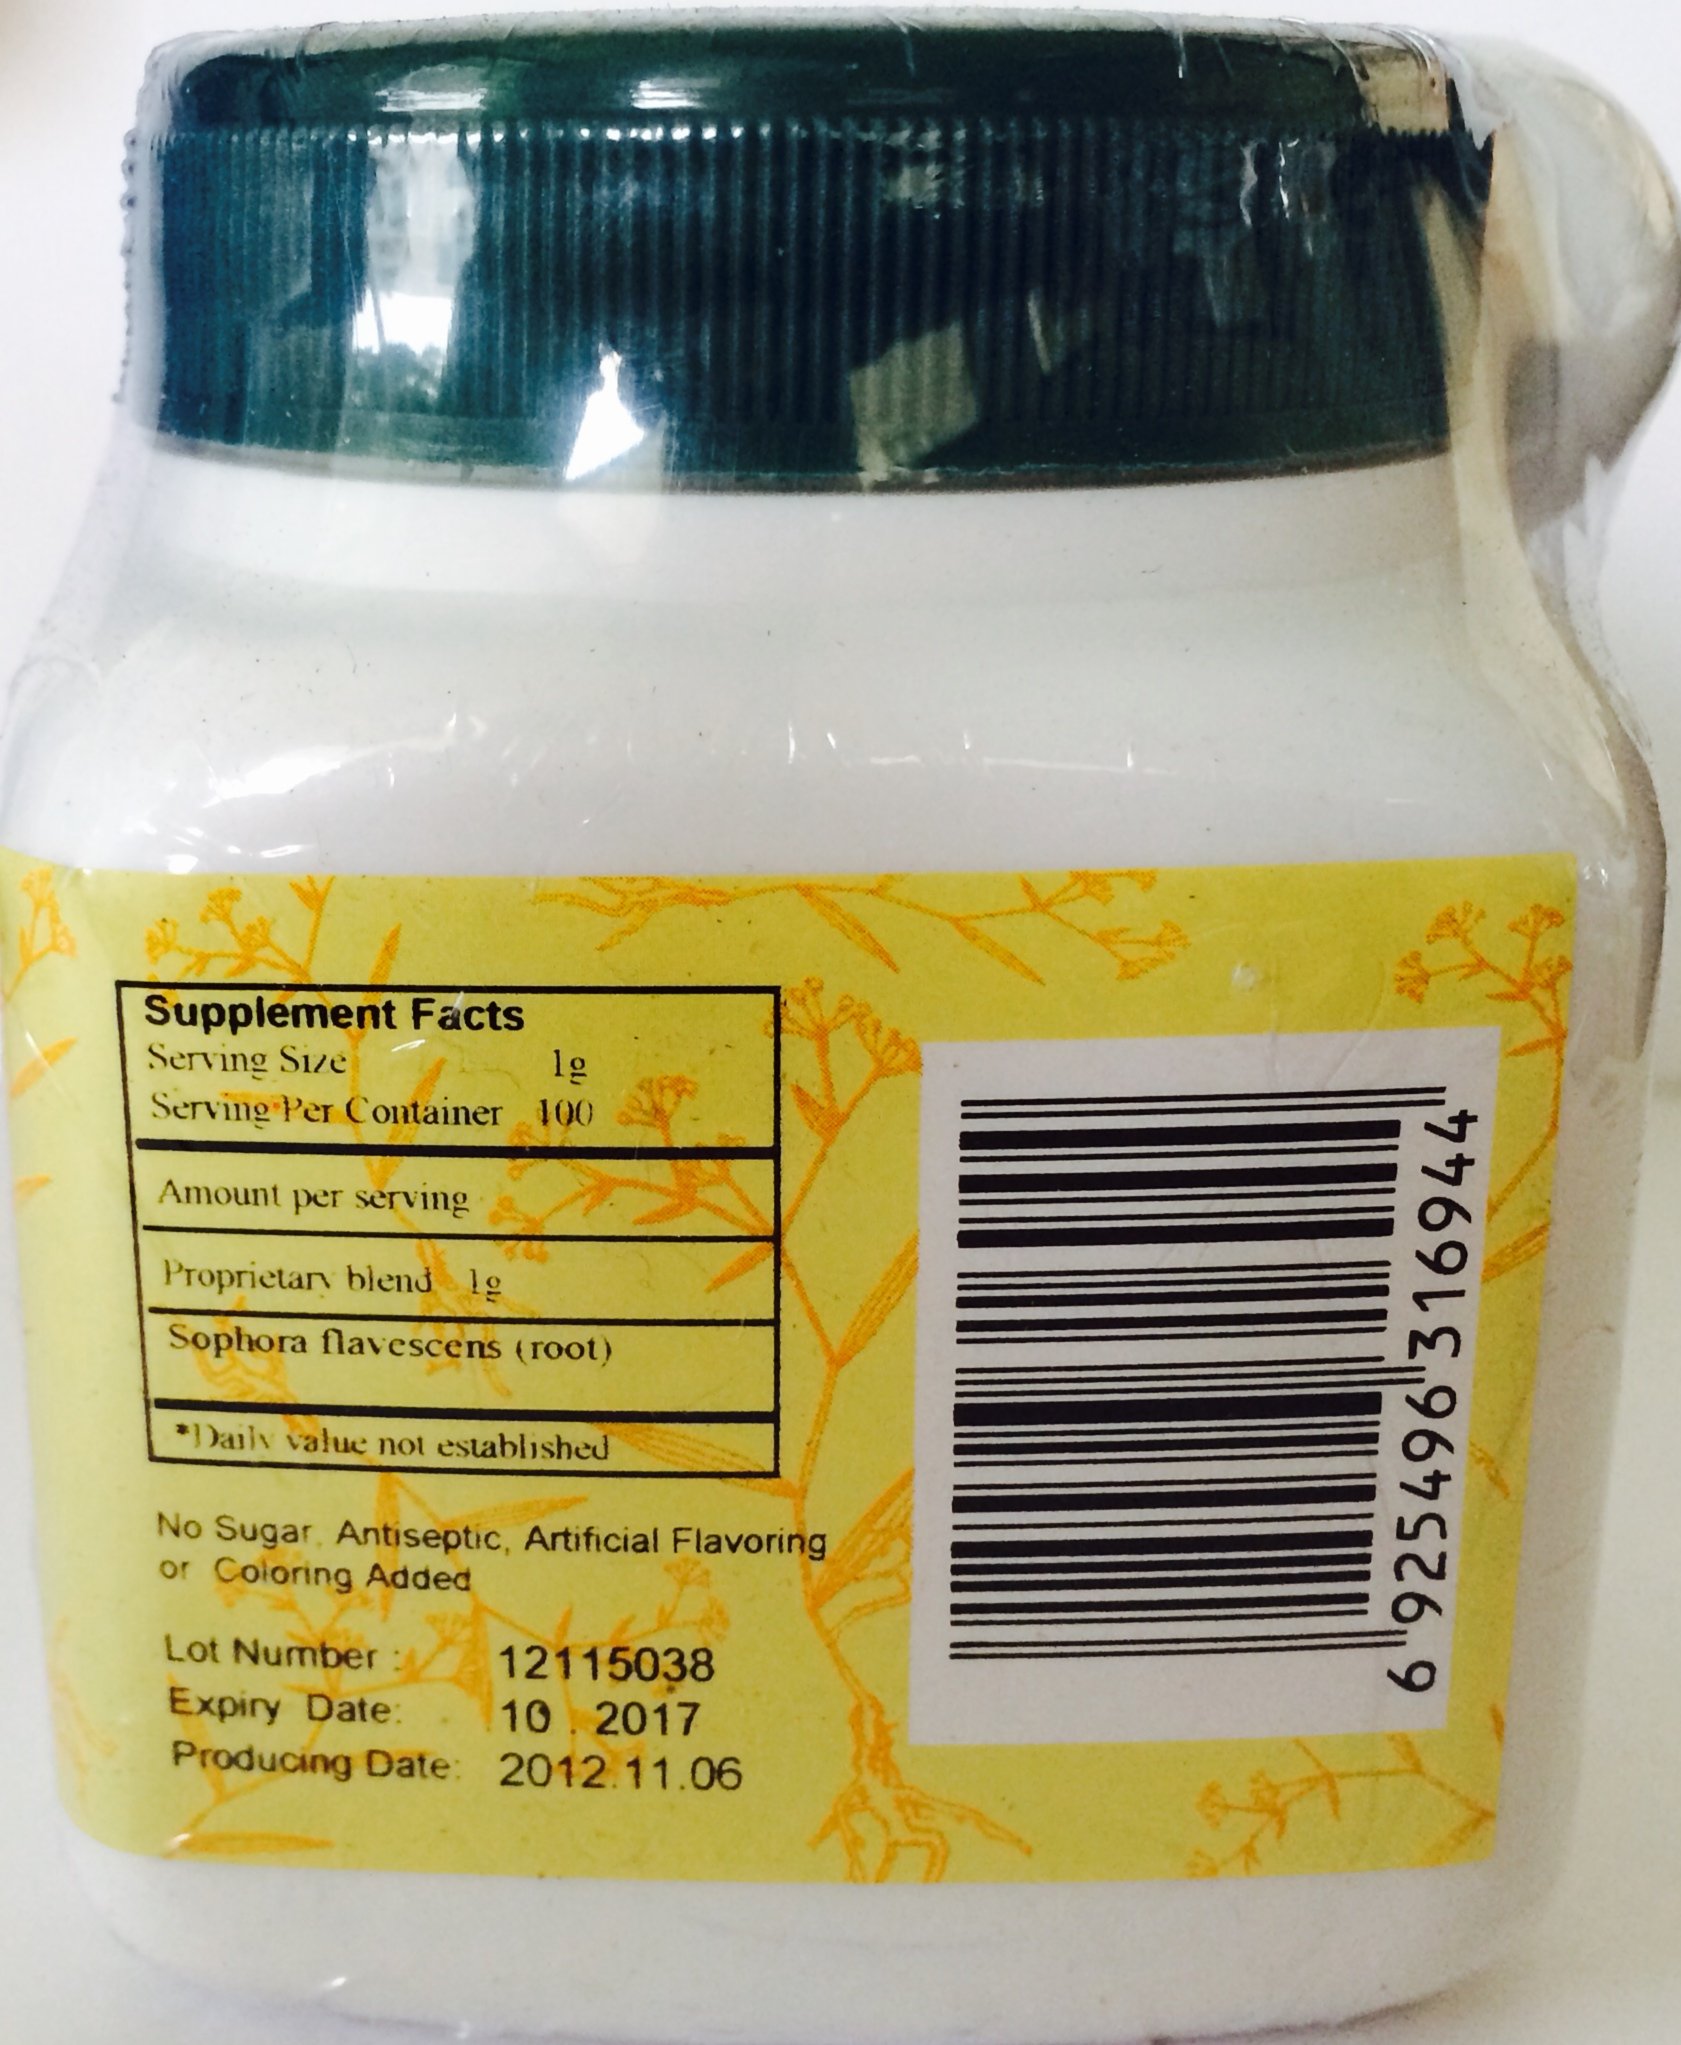 Supplement Facts
Serving Size 1g
Serving Per Container 100
Amount per serving
Proprietary blend 1g
Sophora flavescens (root)
*Daily value not established
No Sugar, Antiseptic, Artificial Flavoring
or Coloring Added
Lot Number : 12115038
Expiry Date: 10 . 2017
Producing Date: 2012.11.06
6 925496 316944